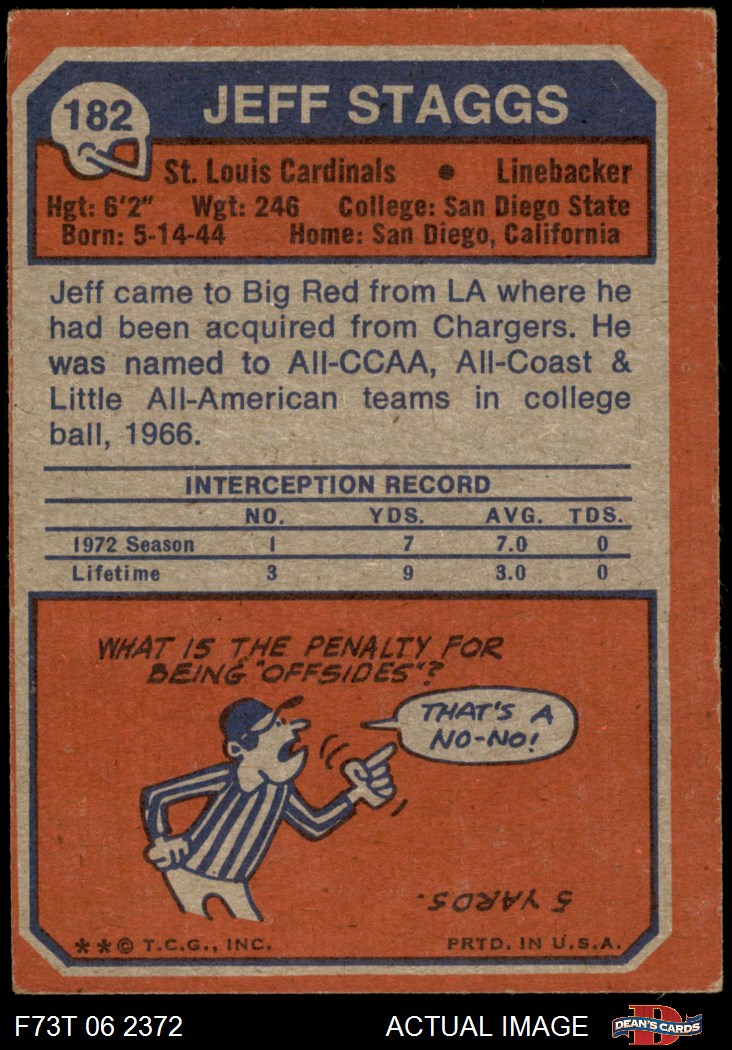 182
JEFF STAGGS
St. Louis Cardinals • Linebacker
Hgt: 6'2" Wgt: 246 College: San Diego State
Born: 5-14-44 Home: San Diego, California
Jeff came to Big Red from LA where he
had been acquired from Chargers. He
was named to All-CCAA, All-Coast &
Little All-American teams in college
ball, 1966.
INTERCEPTION RECORD
NO. YDS. AVG. TDS.
1972 Season 1 7 7.0 0
Lifetime 3 9 3.0 0
WHAT IS THE PENALTY FOR
BEING "OFFSIDES"?
THAT'S A
NO-NO!
5 YARDS.
**© T.C.G., INC. PRTD. IN U.S.A.
F73T 06 2372 ACTUAL IMAGE
D
DEAN'S CARDS